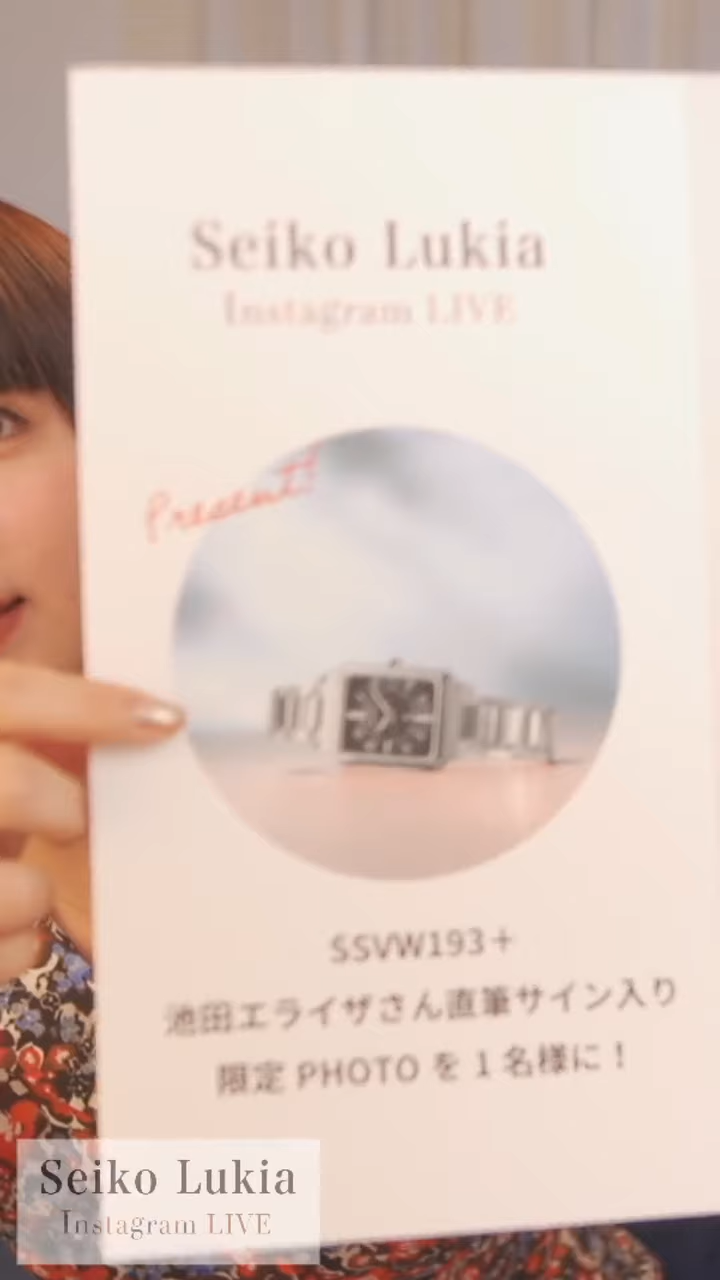 Seiko Lukia
Instagram LIVE
Present!
SSVW193+
池田エライザさん直筆サイン入り
限定 PHOTO を 1 名様に！
Seiko Lukia
Instagram LIVE